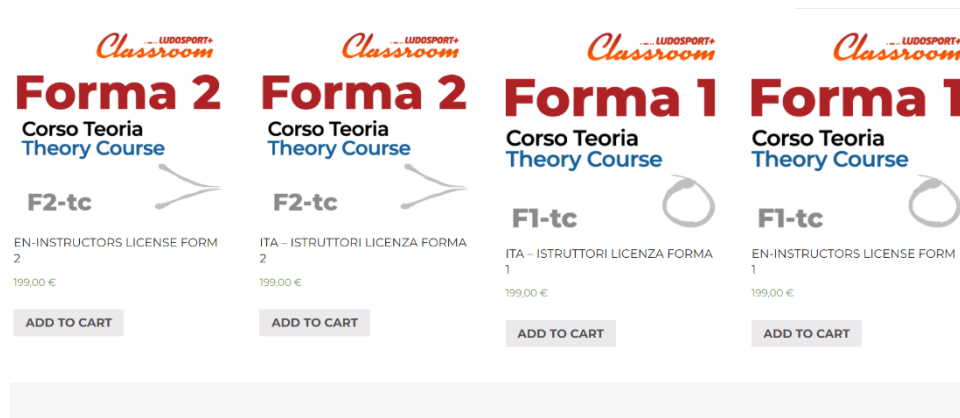 LUDOSPORT+
Classroom
Forma 2
Corso Teoria
Theory Course
F2-tc
EN-INSTRUCTORS LICENSE FORM
2
199,00 €
ADD TO CART
LUDOSPORT+
Classroom
Forma 2
Corso Teoria
Theory Course
F2-tc
ITA – ISTRUTTORI LICENZA FORMA
2
199,00 €
ADD TO CART
LUDOSPORT+
Classroom
Forma 1
Corso Teoria
Theory Course
F1-tc
ITA – ISTRUTTORI LICENZA FORMA
1
199,00 €
ADD TO CART
LUDOSPORT+
Classroom
Forma 1
Corso Teoria
Theory Course
F1-tc
EN-INSTRUCTORS LICENSE FORM
1
199,00 €
ADD TO CART